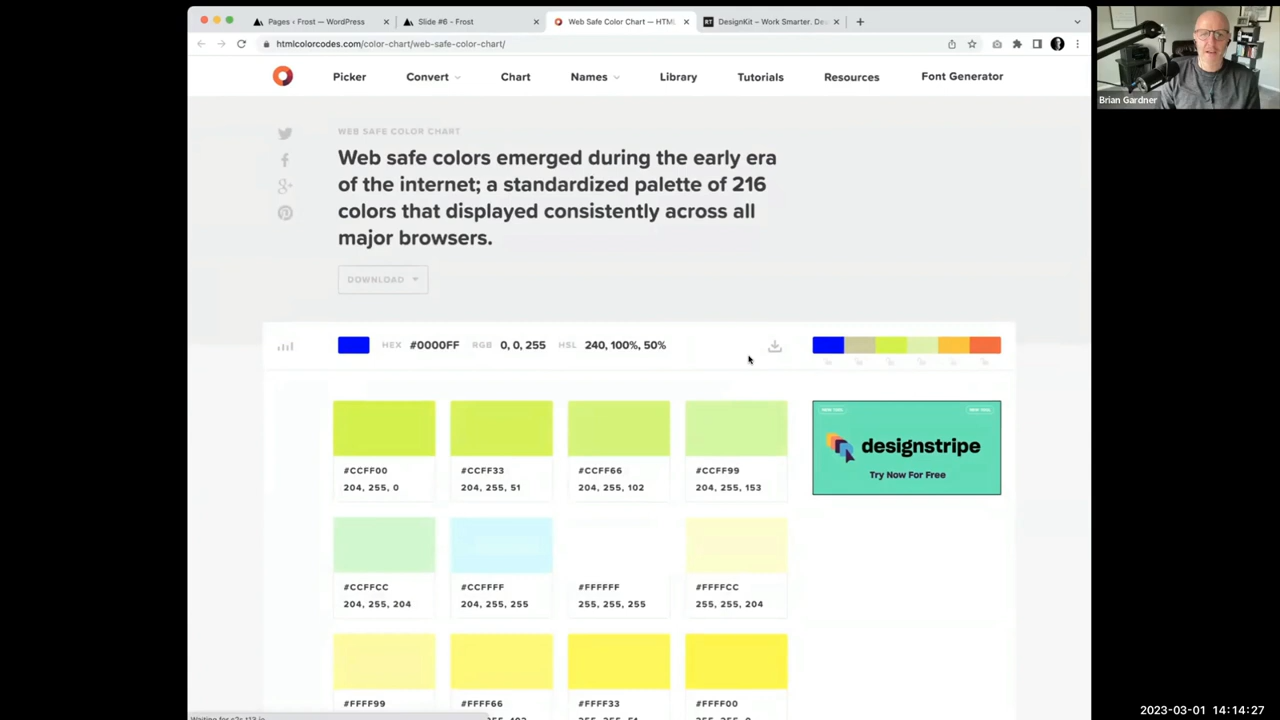 Pages ‹ Frost — WordPress
Slide #6 - Frost
Web Safe Color Chart — HTML
DesignKit – Work Smarter. De
htmlcolorcodes.com/color-chart/web-safe-color-chart/
Picker
Convert
Chart
Names
Library
Tutorials
Resources
Font Generator
Brian Gardner
WEB SAFE COLOR CHART
Web safe colors emerged during the early era
of the internet; a standardized palette of 216
colors that displayed consistently across all
major browsers.
DOWNLOAD
HEX #0000FF RGB 0, 0, 255 HSL 240, 100%, 50%
NEW TOOL NEW TOOL
designstripe
Try Now For Free
#CCFF00 #CCFF33 #CCFF66 #CCFF99
204, 255, 0 204, 255, 51 204, 255, 102 204, 255, 153
#CCFFCC #CCFFFF #FFFFFF #FFFFCC
204, 255, 204 204, 255, 255 255, 255, 255 255, 255, 204
#FFFF99 #FFFF66 #FFFF33 #FFFF00
2023-03-01 14:14:27